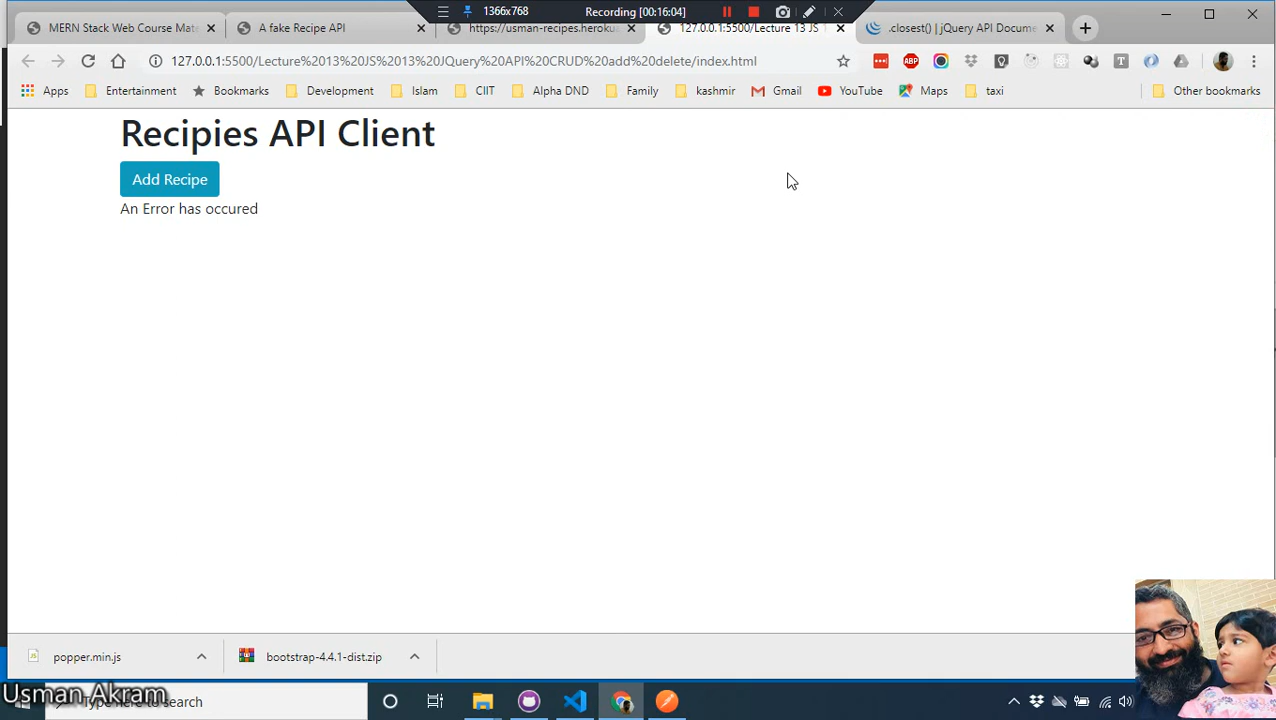 1366x768 Recording [00:16:04]
MERN Stack Web Course Mat
A fake Recipe API
https://usman-recipes.heroku
127.0.0.1:5500/Lecture 13 JS 1
.closest() | jQuery API Docume
127.0.0.1:5500/Lecture%2013%20JS%2013%20JQuery%20API%20CRUD%20add%20delete/index.html
ABP
T
Apps Entertainment Bookmarks Development Islam CIIT Alpha DND Family kashmir Gmail YouTube Maps taxi Other bookmarks
Recipies API Client
Add Recipe
An Error has occured
popper.min.js bootstrap-4.4.1-dist.zip
Usman Akram
Type here to search